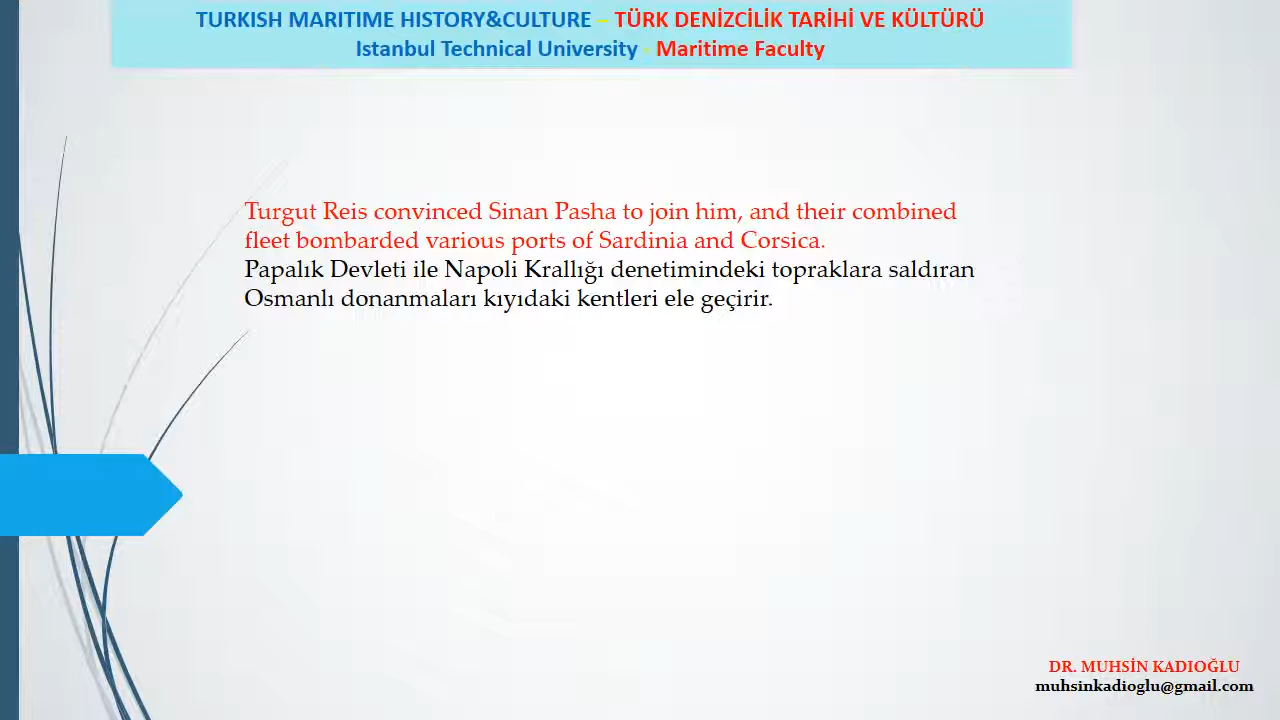 TURKISH MARITIME HISTORY&CULTURE – TÜRK DENİZCİLİK TARİHİ VE KÜLTÜRÜ
Istanbul Technical University - Maritime Faculty
Turgut Reis convinced Sinan Pasha to join him, and their combined
fleet bombarded various ports of Sardinia and Corsica.
Papalık Devleti ile Napoli Krallığı denetimindeki topraklara saldıran
Osmanlı donanmaları kıyıdaki kentleri ele geçirir.
DR. MUHSİN KADIOĞLU
muhsinkadioglu@gmail.com